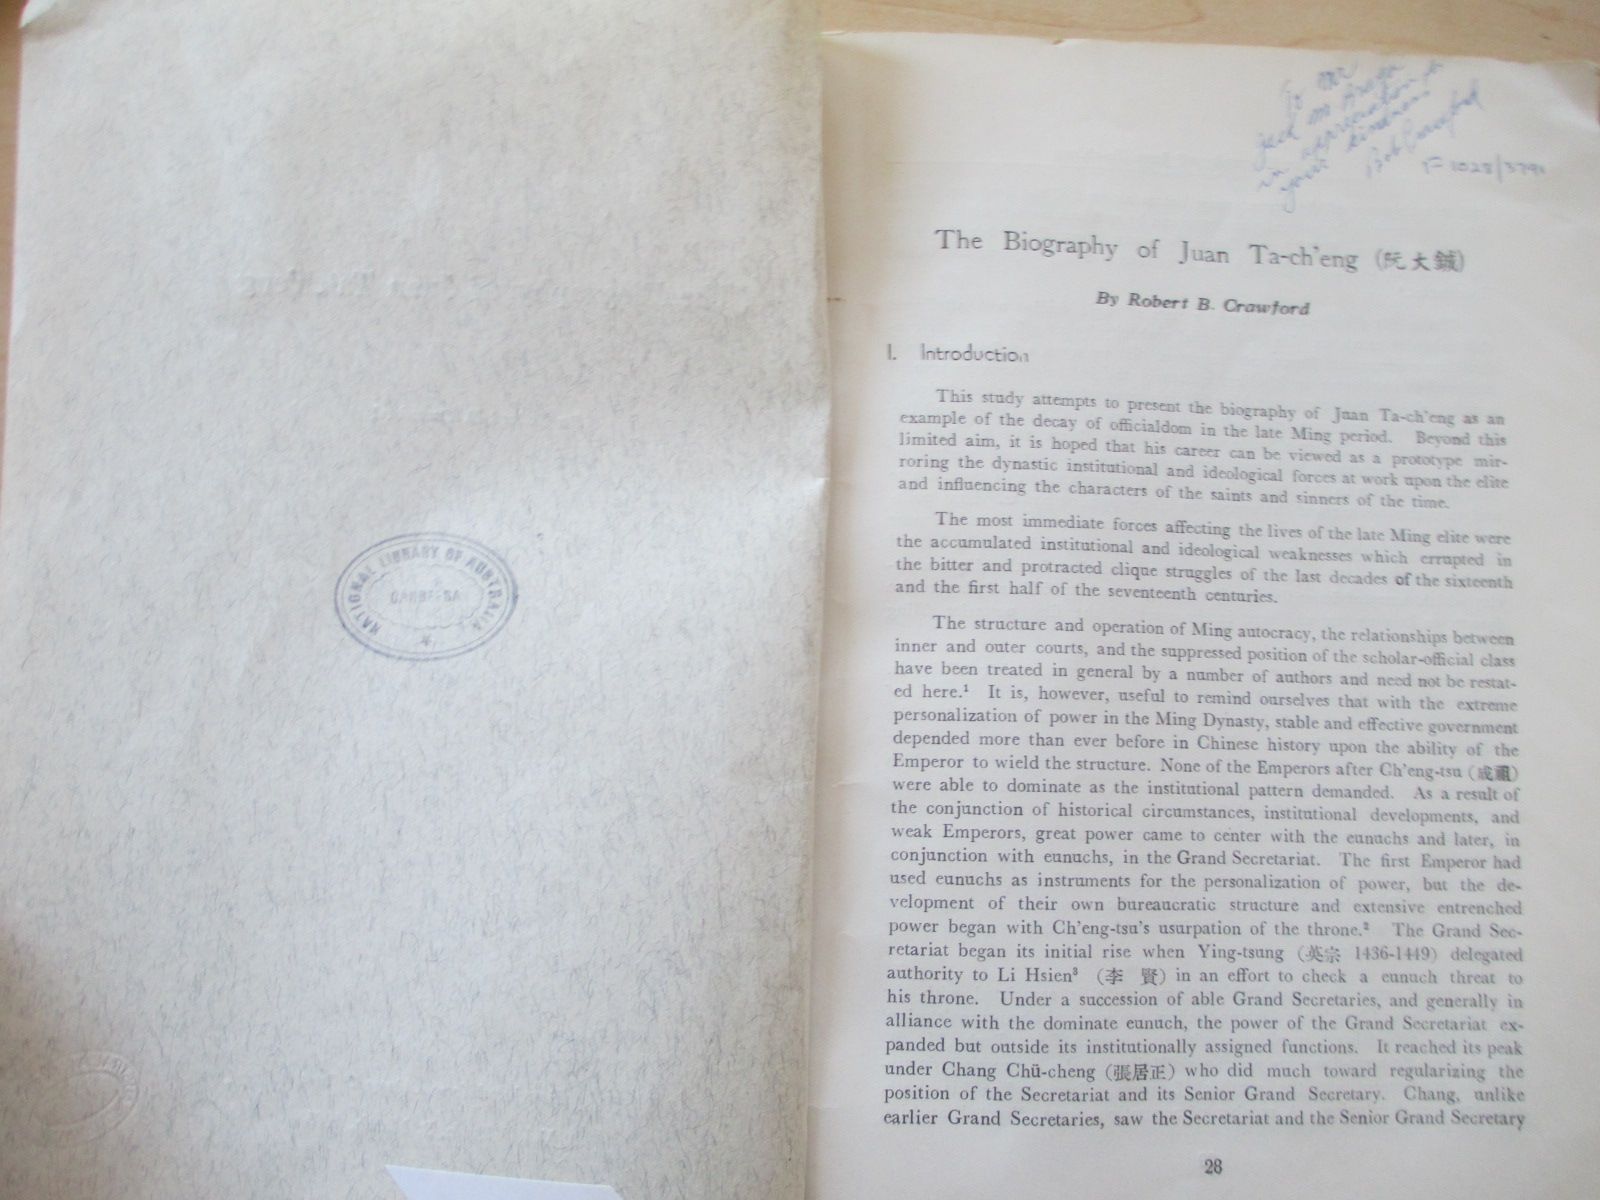 NATIONAL LIBRARY OF AUSTRALIA
CANBERRA
To Mr
in appreciation
your kindness
Bob Crawford
The Biography of Juan Ta-ch'eng (阮大鋮)
By Robert B. Crawford
I. Introduction
This study attempts to present the biography of Juan Ta-ch'eng as an
example of the decay of officialdom in the late Ming period. Beyond this
limited aim, it is hoped that his career can be viewed as a prototype mir-
roring the dynastic institutional and ideological forces at work upon the elite
and influencing the characters of the saints and sinners of the time.
The most immediate forces affecting the lives of the late Ming elite were
the accumulated institutional and ideological weaknesses which errupted in
the bitter and protracted clique struggles of the last decades of the sixteenth
and the first half of the seventeenth centuries.
The structure and operation of Ming autocracy, the relationships between
inner and outer courts, and the suppressed position of the scholar-official class
have been treated in general by a number of authors and need not be restat-
ed here.¹ It is, however, useful to remind ourselves that with the extreme
personalization of power in the Ming Dynasty, stable and effective government
depended more than ever before in Chinese history upon the ability of the
Emperor to wield the structure. None of the Emperors after Ch'eng-tsu (成祖)
were able to dominate as the institutional pattern demanded. As a result of
the conjunction of historical circumstances, institutional developments, and
weak Emperors, great power came to center with the eunuchs and later, in
conjunction with eunuchs, in the Grand Secretariat. The first Emperor had
used eunuchs as instruments for the personalization of power, but the de-
velopment of their own bureaucratic structure and extensive entrenched
power began with Ch'eng-tsu's usurpation of the throne.² The Grand Sec-
retariat began its initial rise when Ying-tsung (英宗 1436-1449) delegated
authority to Li Hsien³ (李 賢) in an effort to check a eunuch threat to
his throne. Under a succession of able Grand Secretaries, and generally in
alliance with the dominate eunuch, the power of the Grand Secretariat ex-
panded but outside its institutionally assigned functions. It reached its peak
under Chang Chü-cheng (張居正) who did much toward regularizing the
position of the Secretariat and its Senior Grand Secretary. Chang, unlike
earlier Grand Secretaries, saw the Secretariat and the Senior Grand Secretary
28